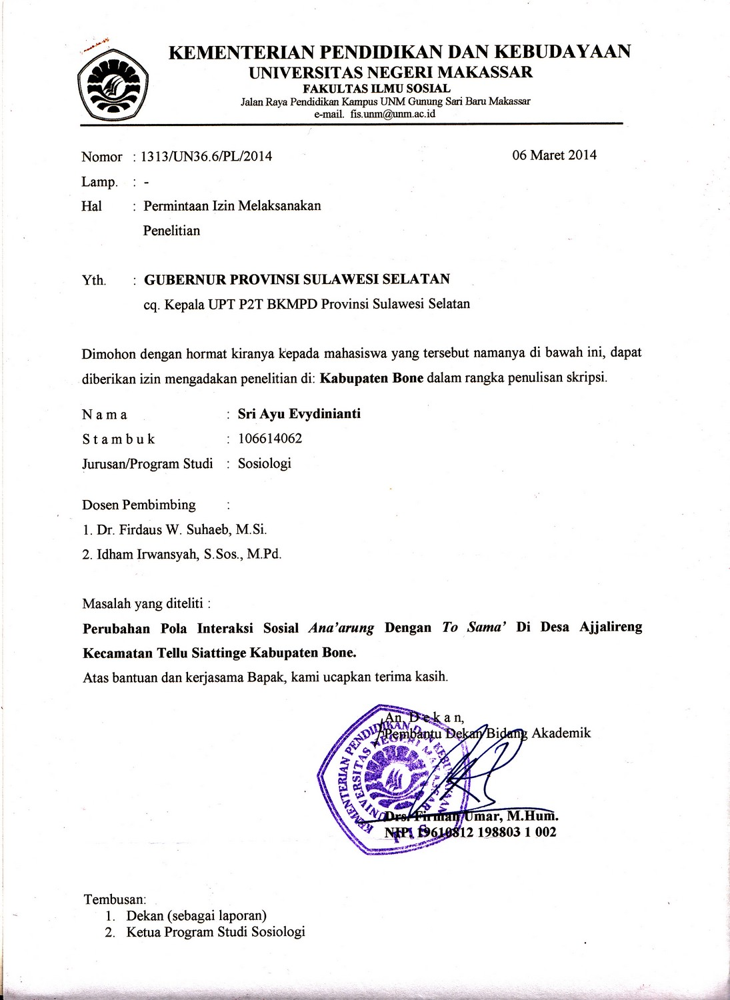 KEMENTERIAN PENDIDIKAN DAN KEBUDAYAAN
UNIVERSITAS NEGERI MAKASSAR
FAKULTAS ILMU SOSIAL
Jalan Raya Pendidikan Kampus UNM Gunung Sari Baru Makassar
e-mail. fis.unm@unm.ac.id
Nomor : 1313/UN36.6/PL/2014 06 Maret 2014
Lamp. : -
Hal : Permintaan Izin Melaksanakan
Penelitian
Yth. : GUBERNUR PROVINSI SULAWESI SELATAN
cq. Kepala UPT P2T BKMPD Provinsi Sulawesi Selatan
Dimohon dengan hormat kiranya kepada mahasiswa yang tersebut namanya di bawah ini, dapat
diberikan izin mengadakan penelitian di: Kabupaten Bone dalam rangka penulisan skripsi.
N a m a : Sri Ayu Evydinianti
S t a m b u k : 106614062
Jurusan/Program Studi : Sosiologi
Dosen Pembimbing :
1. Dr. Firdaus W. Suhaeb, M.Si.
2. Idham Irwansyah, S.Sos., M.Pd.
Masalah yang diteliti :
Perubahan Pola Interaksi Sosial Ana’arung Dengan To Sama’ Di Desa Ajjalireng
Kecamatan Tellu Siattinge Kabupaten Bone.
Atas bantuan dan kerjasama Bapak, kami ucapkan terima kasih.
An. D e k a n,
Pembantu Dekan Bidang Akademik
KEMENTERIAN PENDIDIKAN DAN KEBUDAYAAN
UNIVERSITAS NEGERI MAKASSAR
FIS
Drs. Firman Umar, M.Hum.
NIP. 19610812 198803 1 002
Tembusan:
1. Dekan (sebagai laporan)
2. Ketua Program Studi Sosiologi